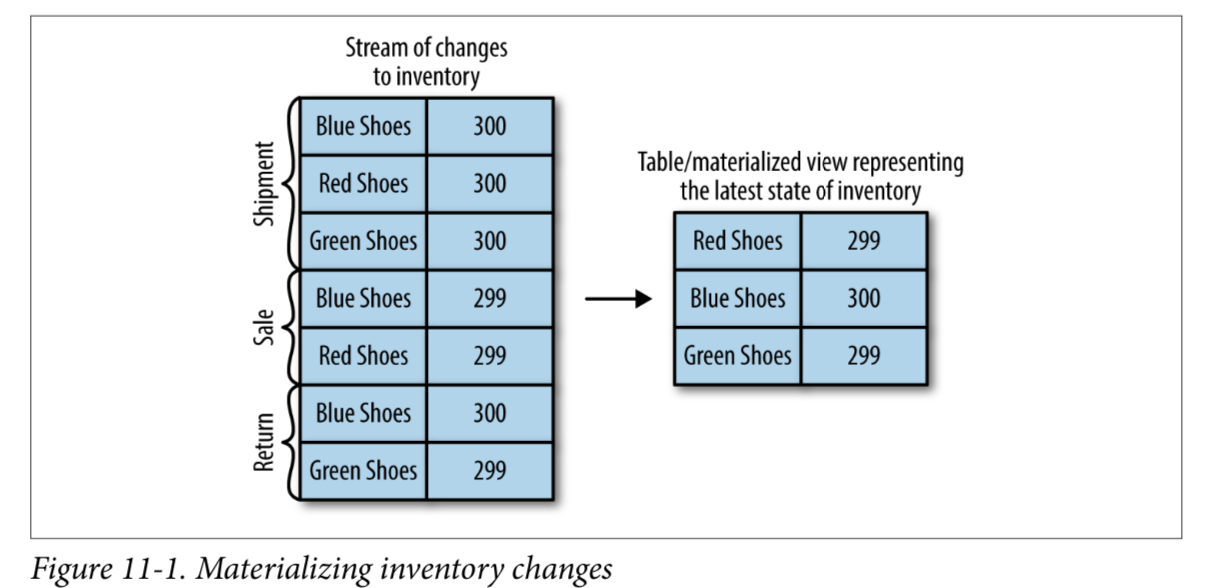 Stream of changes
to inventory
Shipment
Blue Shoes 300
Red Shoes 300
Green Shoes 300
Sale
Blue Shoes 299
Red Shoes 299
Return
Blue Shoes 300
Green Shoes 299
Table/materialized view representing
the latest state of inventory
Red Shoes 299
Blue Shoes 300
Green Shoes 299
Figure 11-1. Materializing inventory changes